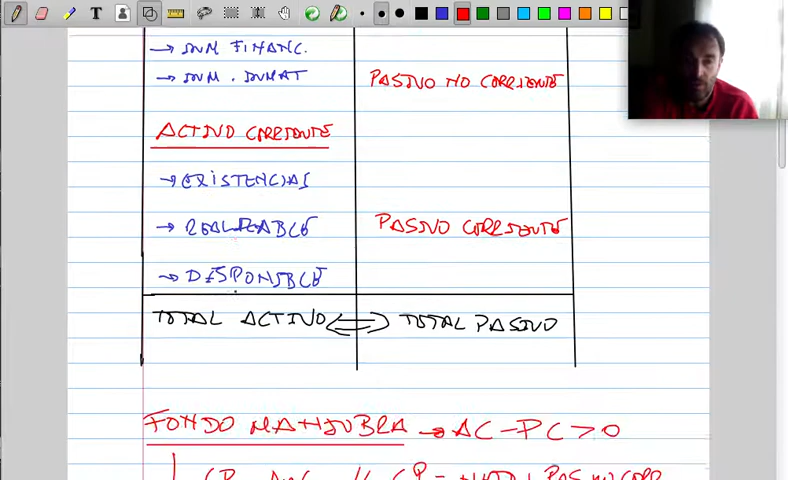 T
→ INM FINANC.
→ INM. INMAT
PASIVO NO CORRIENTE
ACTIVO CORRIENTE
→ EXISTENCIAS
→ REALIZABLE
PASIVO CORRIENTE
→ DISPONIBLE
TOTAL ACTIVO ⇔ TOTAL PASIVO
FONDO MANIOBRA → AC - PC > 0